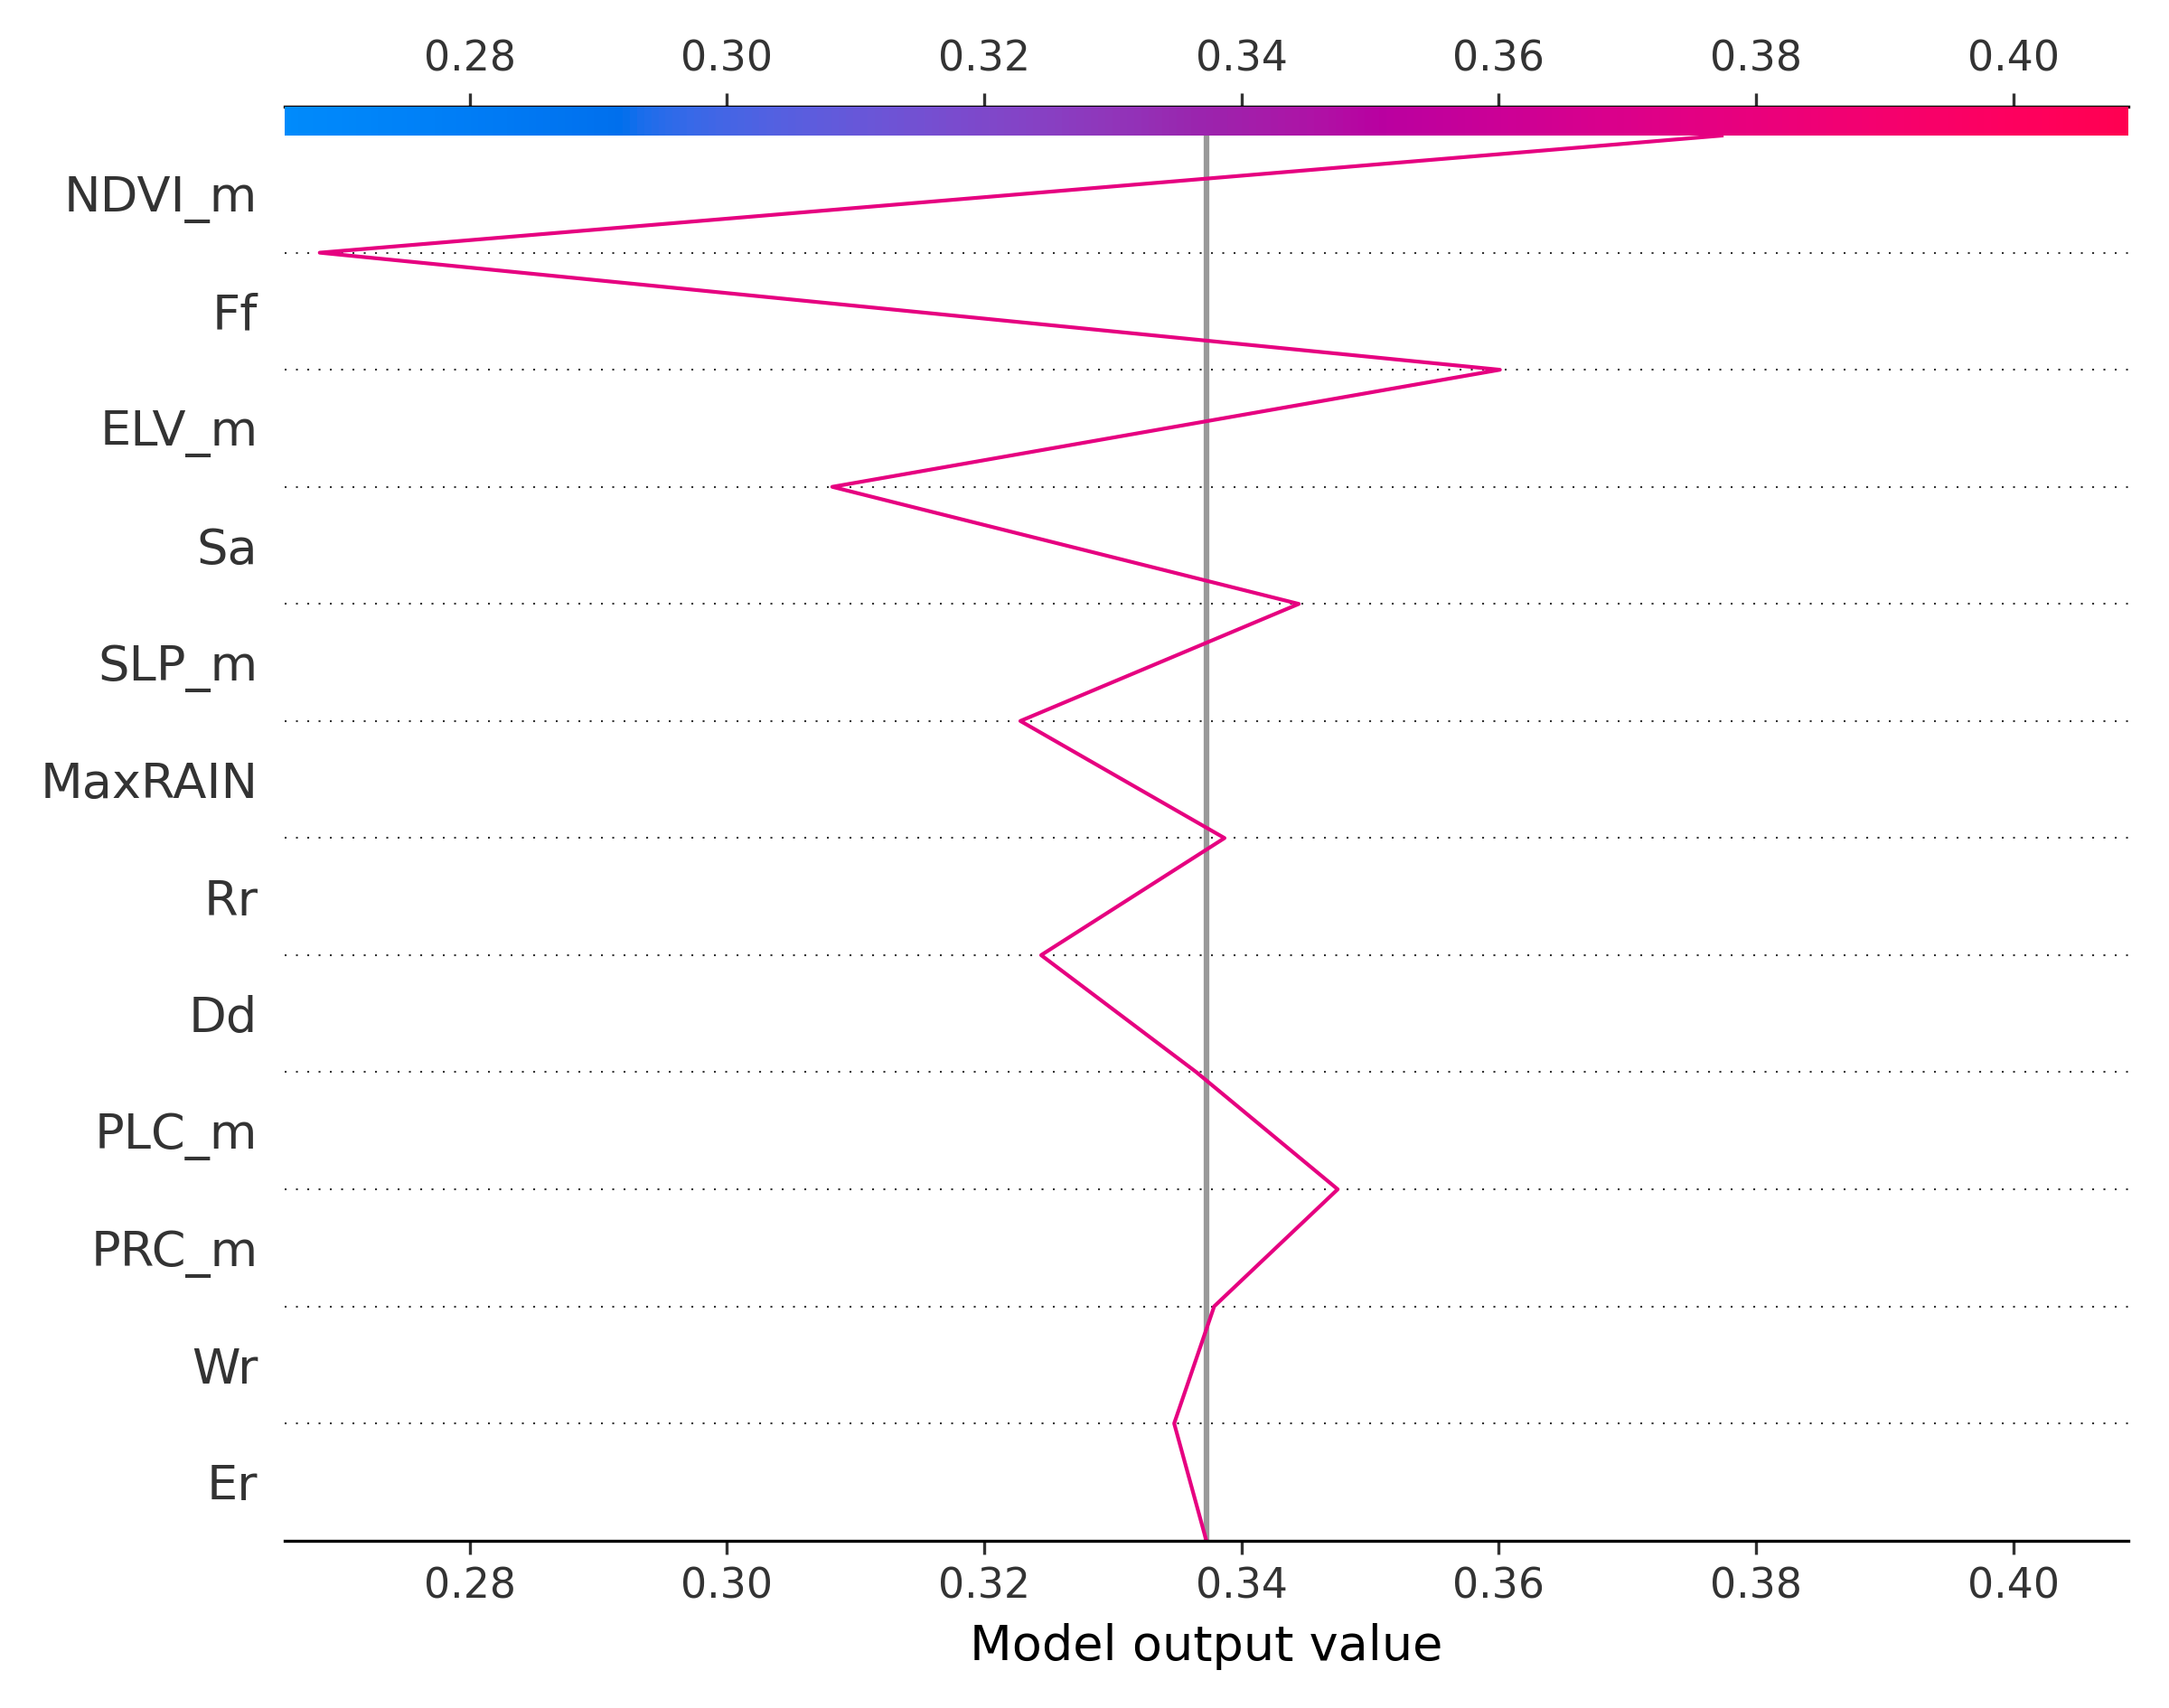 0.28 0.30 0.32 0.34 0.36 0.38 0.40
NDVI_m
Ff
ELV_m
Sa
SLP_m
MaxRAIN
Rr
Dd
PLC_m
PRC_m
Wr
Er
0.28 0.30 0.32 0.34 0.36 0.38 0.40
Model output value